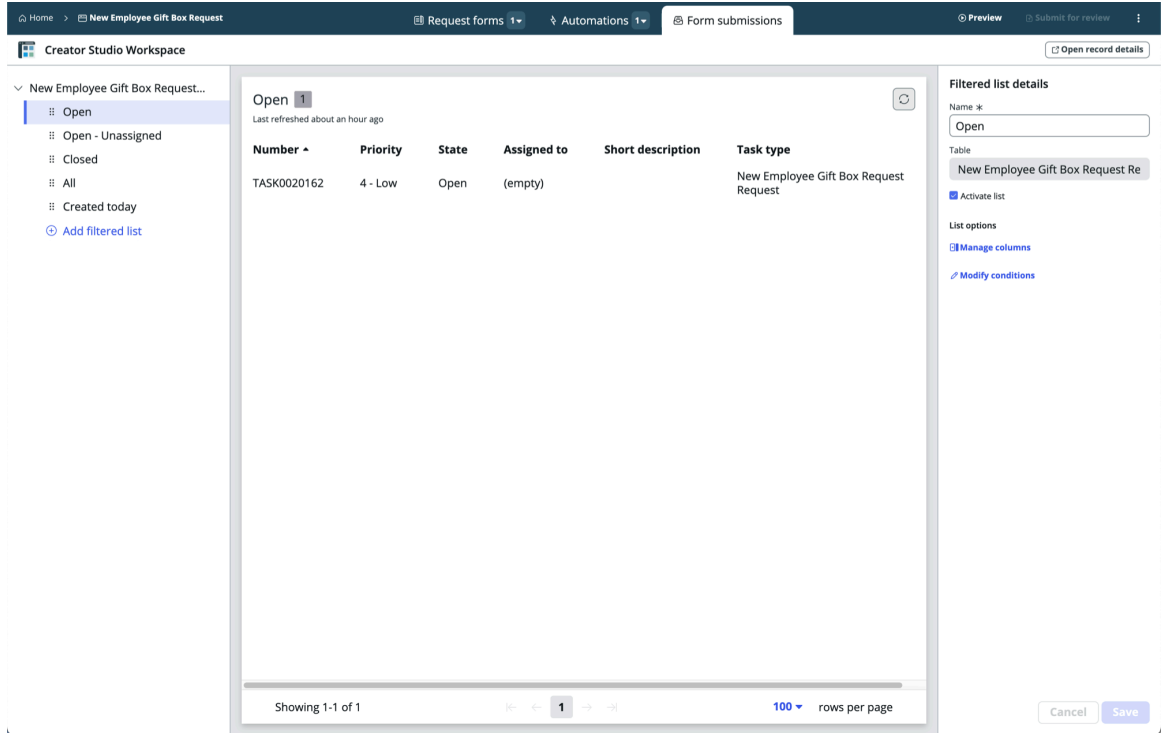 Home > New Employee Gift Box Request
Request forms 1
Automations 1
Form submissions
Preview
Submit for review
Creator Studio Workspace
Open record details
New Employee Gift Box Request...
Open
Open - Unassigned
Closed
All
Created today
Add filtered list
Open 1
Last refreshed about an hour ago
Number Priority State Assigned to Short description Task type
TASK0020162 4 - Low Open (empty) New Employee Gift Box Request
Request
Showing 1-1 of 1
1
100 rows per page
Filtered list details
Name *
Open
Table
New Employee Gift Box Request Re
Activate list
List options
Manage columns
Modify conditions
Cancel
Save